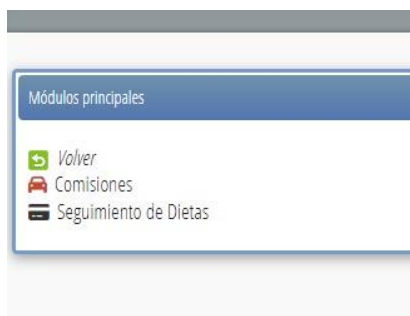 Módulos principales
Volver
Comisiones
Seguimiento de Dietas